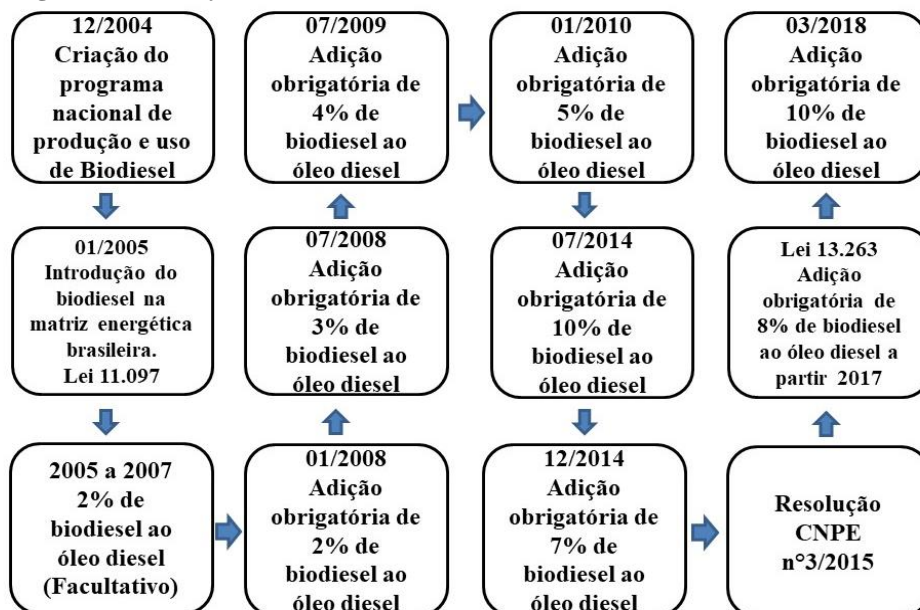 12/2004
Criação do
programa
nacional de
produção e uso
de Biodiesel
01/2005
Introdução do
biodiesel na
matriz energética
brasileira.
Lei 11.097
2005 a 2007
2% de
biodiesel ao
óleo diesel
(Facultativo)
01/2008
Adição
obrigatória de
2% de
biodiesel ao
óleo diesel
07/2008
Adição
obrigatória de
3% de
biodiesel ao
óleo diesel
07/2009
Adição
obrigatória de
4% de
biodiesel ao
óleo diesel
01/2010
Adição
obrigatória de
5% de
biodiesel ao
óleo diesel
07/2014
Adição
obrigatória de
10% de
biodiesel ao
óleo diesel
12/2014
Adição
obrigatória de
7% de
biodiesel ao
óleo diesel
Resolução
CNPE
n°3/2015
Lei 13.263
Adição
obrigatória de
8% de biodiesel
ao óleo diesel a
partir 2017
03/2018
Adição
obrigatória de
10% de
biodiesel ao
óleo diesel